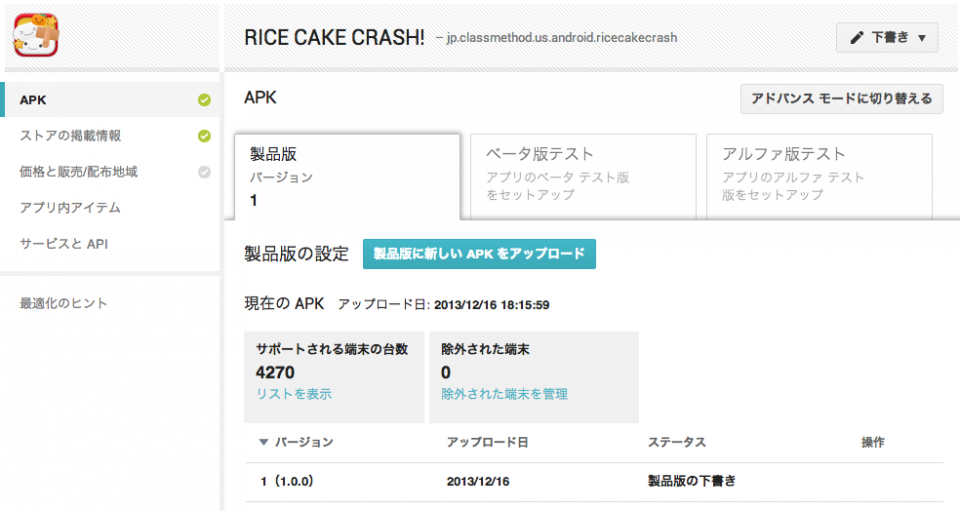 RICE CAKE CRASH! – jp.classmethod.us.android.ricecakecrash
下書き
APK
ストアの掲載情報
価格と販売/配布地域
アプリ内アイテム
サービスと API
最適化のヒント
APK
アドバンス モードに切り替える
製品版
バージョン
1
ベータ版テスト
アプリのベータ テスト版
をセットアップ
アルファ版テスト
アプリのアルファ テスト
版をセットアップ
製品版の設定
製品版に新しい APK をアップロード
現在の APK アップロード日: 2013/12/16 18:15:59
サポートされる端末の台数
4270
リストを表示
除外された端末
0
除外された端末を管理
バージョン アップロード日 ステータス 操作
1 (1.0.0) 2013/12/16 製品版の下書き